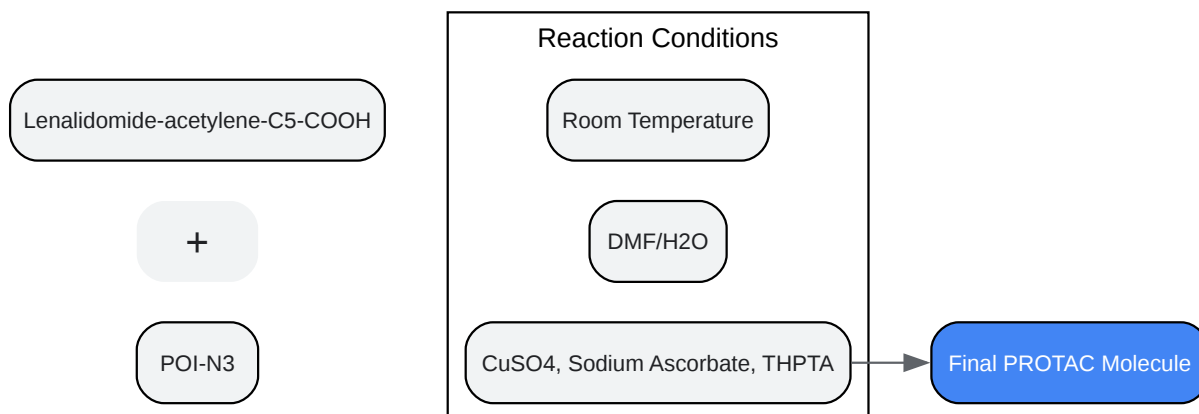 Reaction Conditions
Lenalidomide-acetylene-C5-COOH
Room Temperature
+
DMF/H2O
POI-N3
CuSO4, Sodium Ascorbate, THPTA
Final PROTAC Molecule